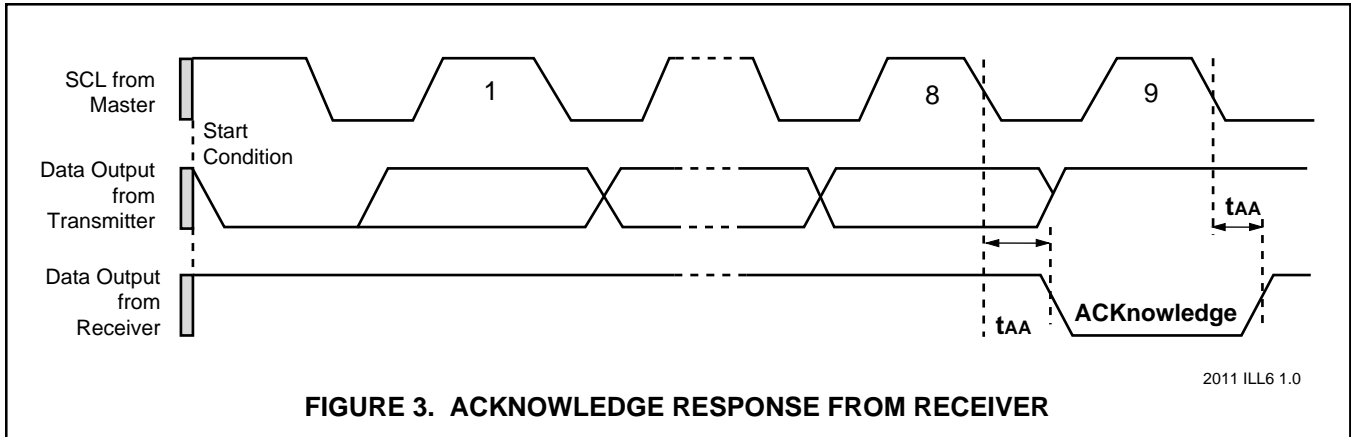 SCL from
Master
1
8
9
Start
Condition
Data Output
from
Transmitter
tAA
Data Output
from
Receiver
tAA
ACKnowledge
2011 ILL6 1.0
FIGURE 3. ACKNOWLEDGE RESPONSE FROM RECEIVER